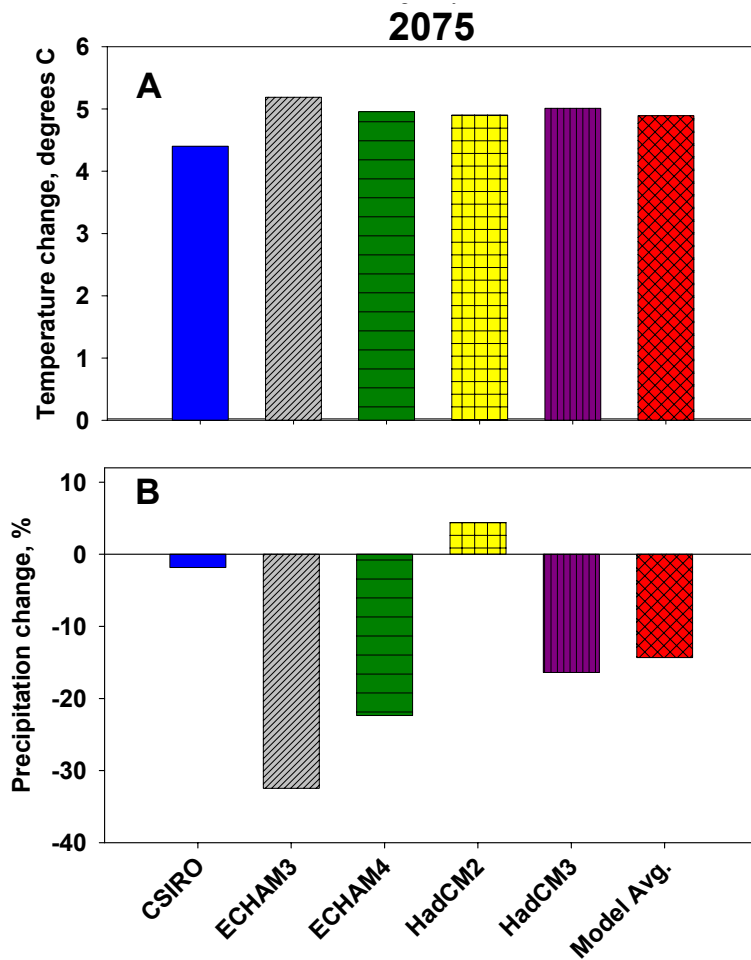 2075
A
Temperature change, degrees C
6
5
4
3
2
1
0
B
Precipitation change, %
10
0
-10
-20
-30
-40
CSIRO
ECHAM3
ECHAM4
HadCM2
HadCM3
Model Avg.